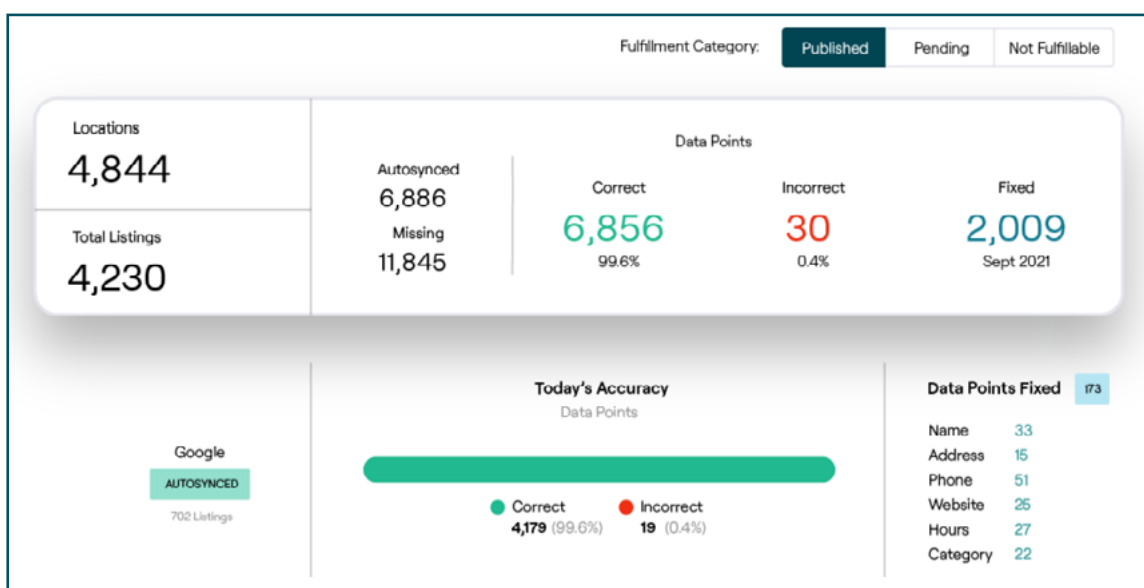 Fulfillment Category: Published Pending Not Fulfillable
Locations
4,844
Total Listings
4,230
Data Points
Autosynced
6,886
Missing
11,845
Correct
6,856
99.6%
Incorrect
30
0.4%
Fixed
2,009
Sept 2021
Google
AUTOSYNCED
702 Listings
Today's Accuracy
Data Points
Correct
4,179 (99.6%)
Incorrect
19 (0.4%)
Data Points Fixed 173
Name 33
Address 15
Phone 51
Website 25
Hours 27
Category 22